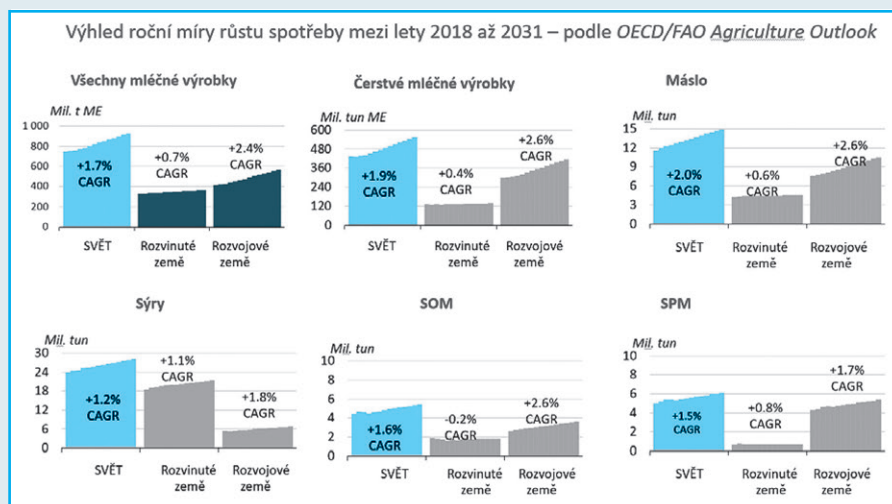 Výhled roční míry růstu spotřeby mezi lety 2018 až 2031 – podle OECD/FAO Agriculture Outlook
Všechny mléčné výrobky
Mil. t ME
1 000
800
600
400
200
0
+1.7%
CAGR
+0.7%
CAGR
+2.4%
CAGR
SVĚT
Rozvinuté
země
Rozvojové
země
Čerstvé mléčné výrobky
Mil. tun ME
600
480
360
240
120
0
+1.9%
CAGR
+0.4%
CAGR
+2.6%
CAGR
SVĚT
Rozvinuté
země
Rozvojové
země
Máslo
Mil. tun
15
12
9
6
3
0
+2.0%
CAGR
+0.6%
CAGR
+2.6%
CAGR
SVĚT
Rozvinuté
země
Rozvojové
země
Sýry
Mil. tun
30
24
18
12
6
0
+1.2%
CAGR
+1.1%
CAGR
+1.8%
CAGR
SVĚT
Rozvinuté
země
Rozvojové
země
SOM
Mil. tun
10
8
6
4
2
0
+1.6%
CAGR
-0.2%
CAGR
+2.6%
CAGR
SVĚT
Rozvinuté
země
Rozvojové
země
SPM
Mil. tun
10
8
6
4
2
0
+1.5%
CAGR
+0.8%
CAGR
+1.7%
CAGR
SVĚT
Rozvinuté
země
Rozvojové
země